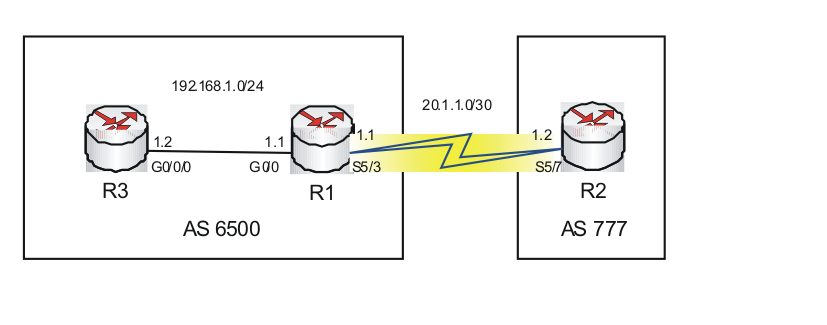 192.168.1.0/24
20.1.1.0/30
1.2
1.1
1.1
1.2
G0/0/0
G0/0
S5/3
S5/7
R3
R1
R2
AS 6500
AS 777